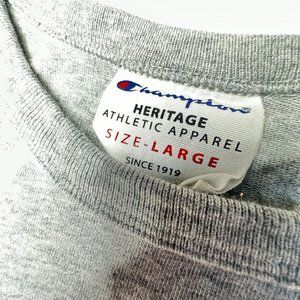 Champion
HERITAGE
ATHLETIC APPAREL
SIZE-LARGE
SINCE 1919